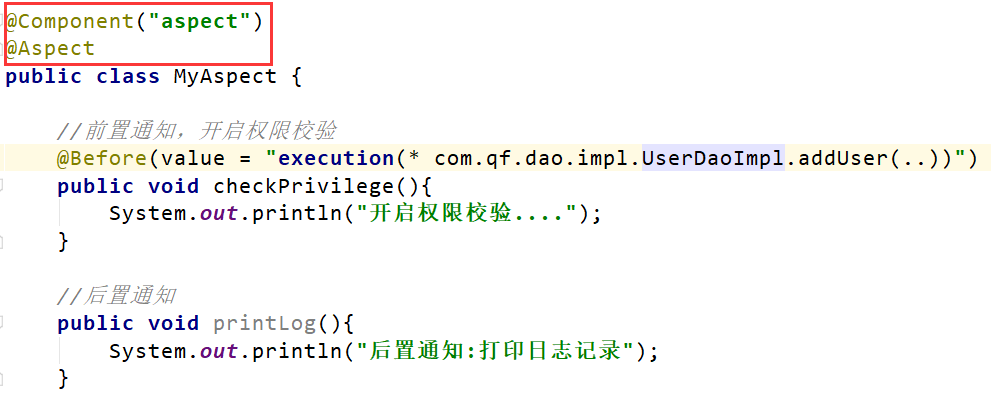 @Component("aspect")
@Aspect
public class MyAspect {
//前置通知，开启权限校验
@Before(value = "execution(* com.qf.dao.impl.UserDaoImpl.addUser(..))")
public void checkPrivilege(){
System.out.println("开启权限校验....");
}
//后置通知
public void printLog(){
System.out.println("后置通知:打印日志记录");
}